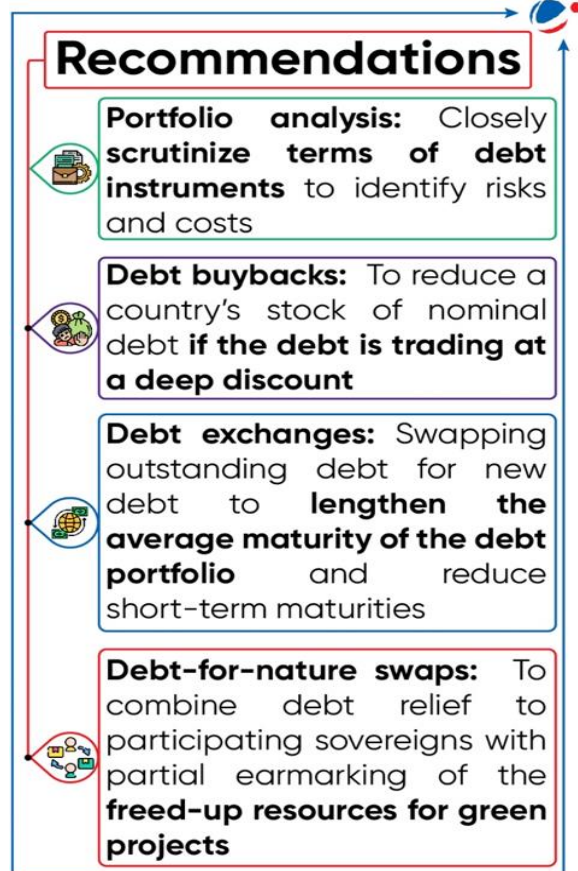 Recommendations
Portfolio analysis: Closely
scrutinize terms of debt
instruments to identify risks
and costs
Debt buybacks: To reduce a
country's stock of nominal
debt if the debt is trading at
a deep discount
Debt exchanges: Swapping
outstanding debt for new
debt to lengthen the
average maturity of the debt
portfolio and reduce
short-term maturities
Debt-for-nature swaps: To
combine debt relief to
participating sovereigns with
partial earmarking of the
freed-up resources for green
projects